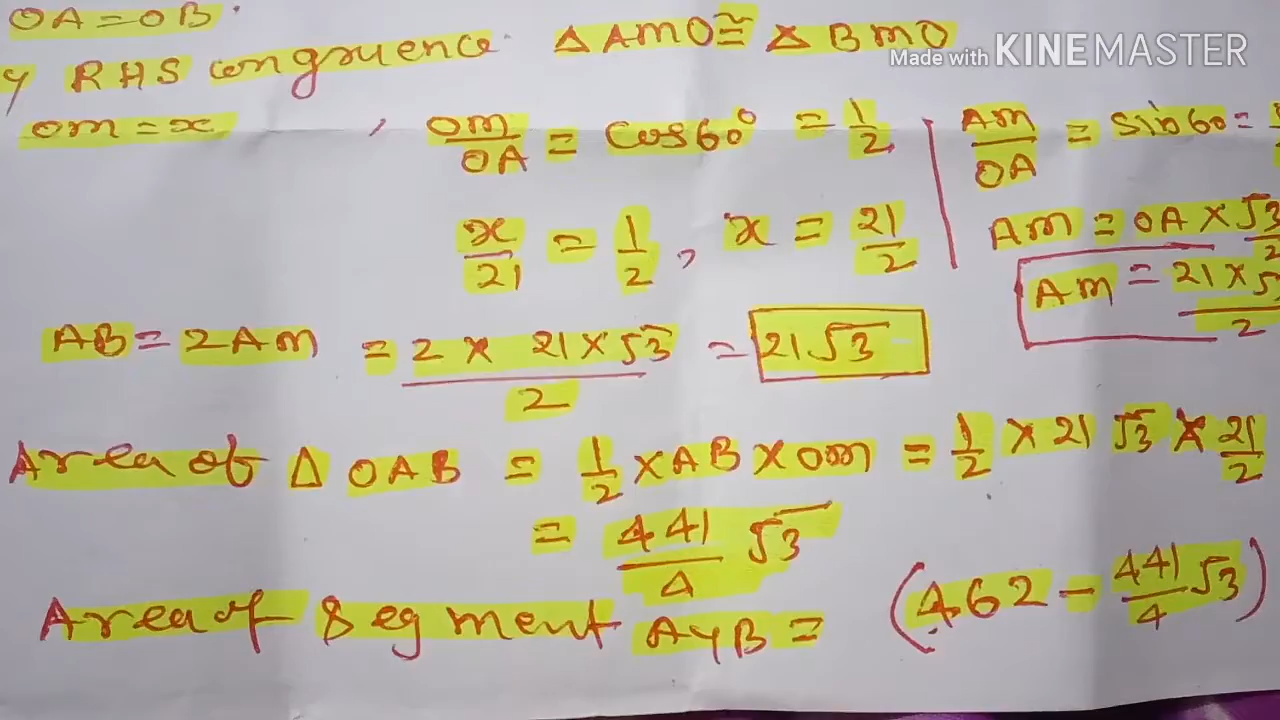 OA = OB.
y RHS congruence. △ AMO ≅ △ BMO
Made with KINEMASTER
OM = x , OM/OA = Cos60° = 1/2
AM/OA = Sin60 =
x/21 = 1/2 , x = 21/2
AM = OA × √3/2
AM = 21 × √3/2
AB = 2AM = 2 × 21 × √3/2 = 21√3
Area of △ OAB = 1/2 × AB × OM = 1/2 × 21 √3 × 21/2
= 441/4 √3
Area of Segment AYB = (462 - 441/4 √3)